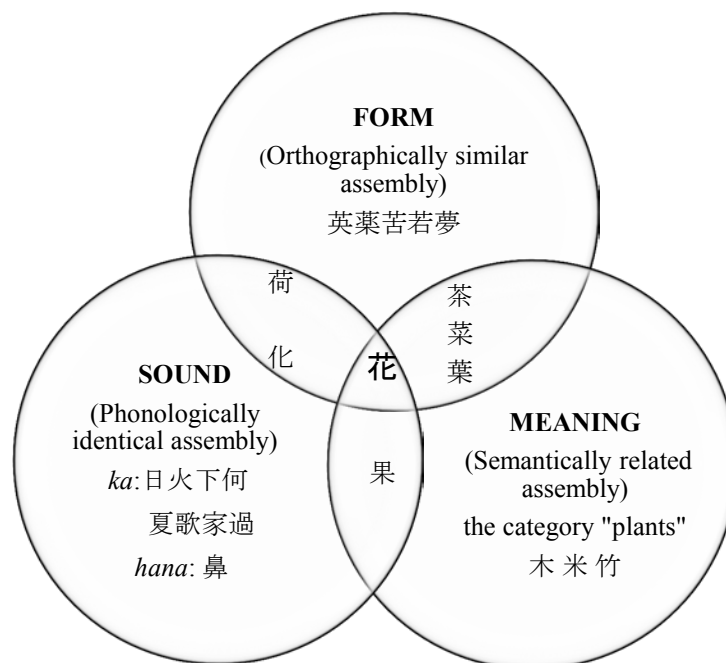 FORM
(Orthographically similar
assembly)
英薬苦若夢
荷
化
茶
菜
葉
花
果
SOUND
(Phonologically
identical assembly)
ka:日火下何
夏歌家過
hana: 鼻
MEANING
(Semantically related
assembly)
the category "plants"
木 米 竹